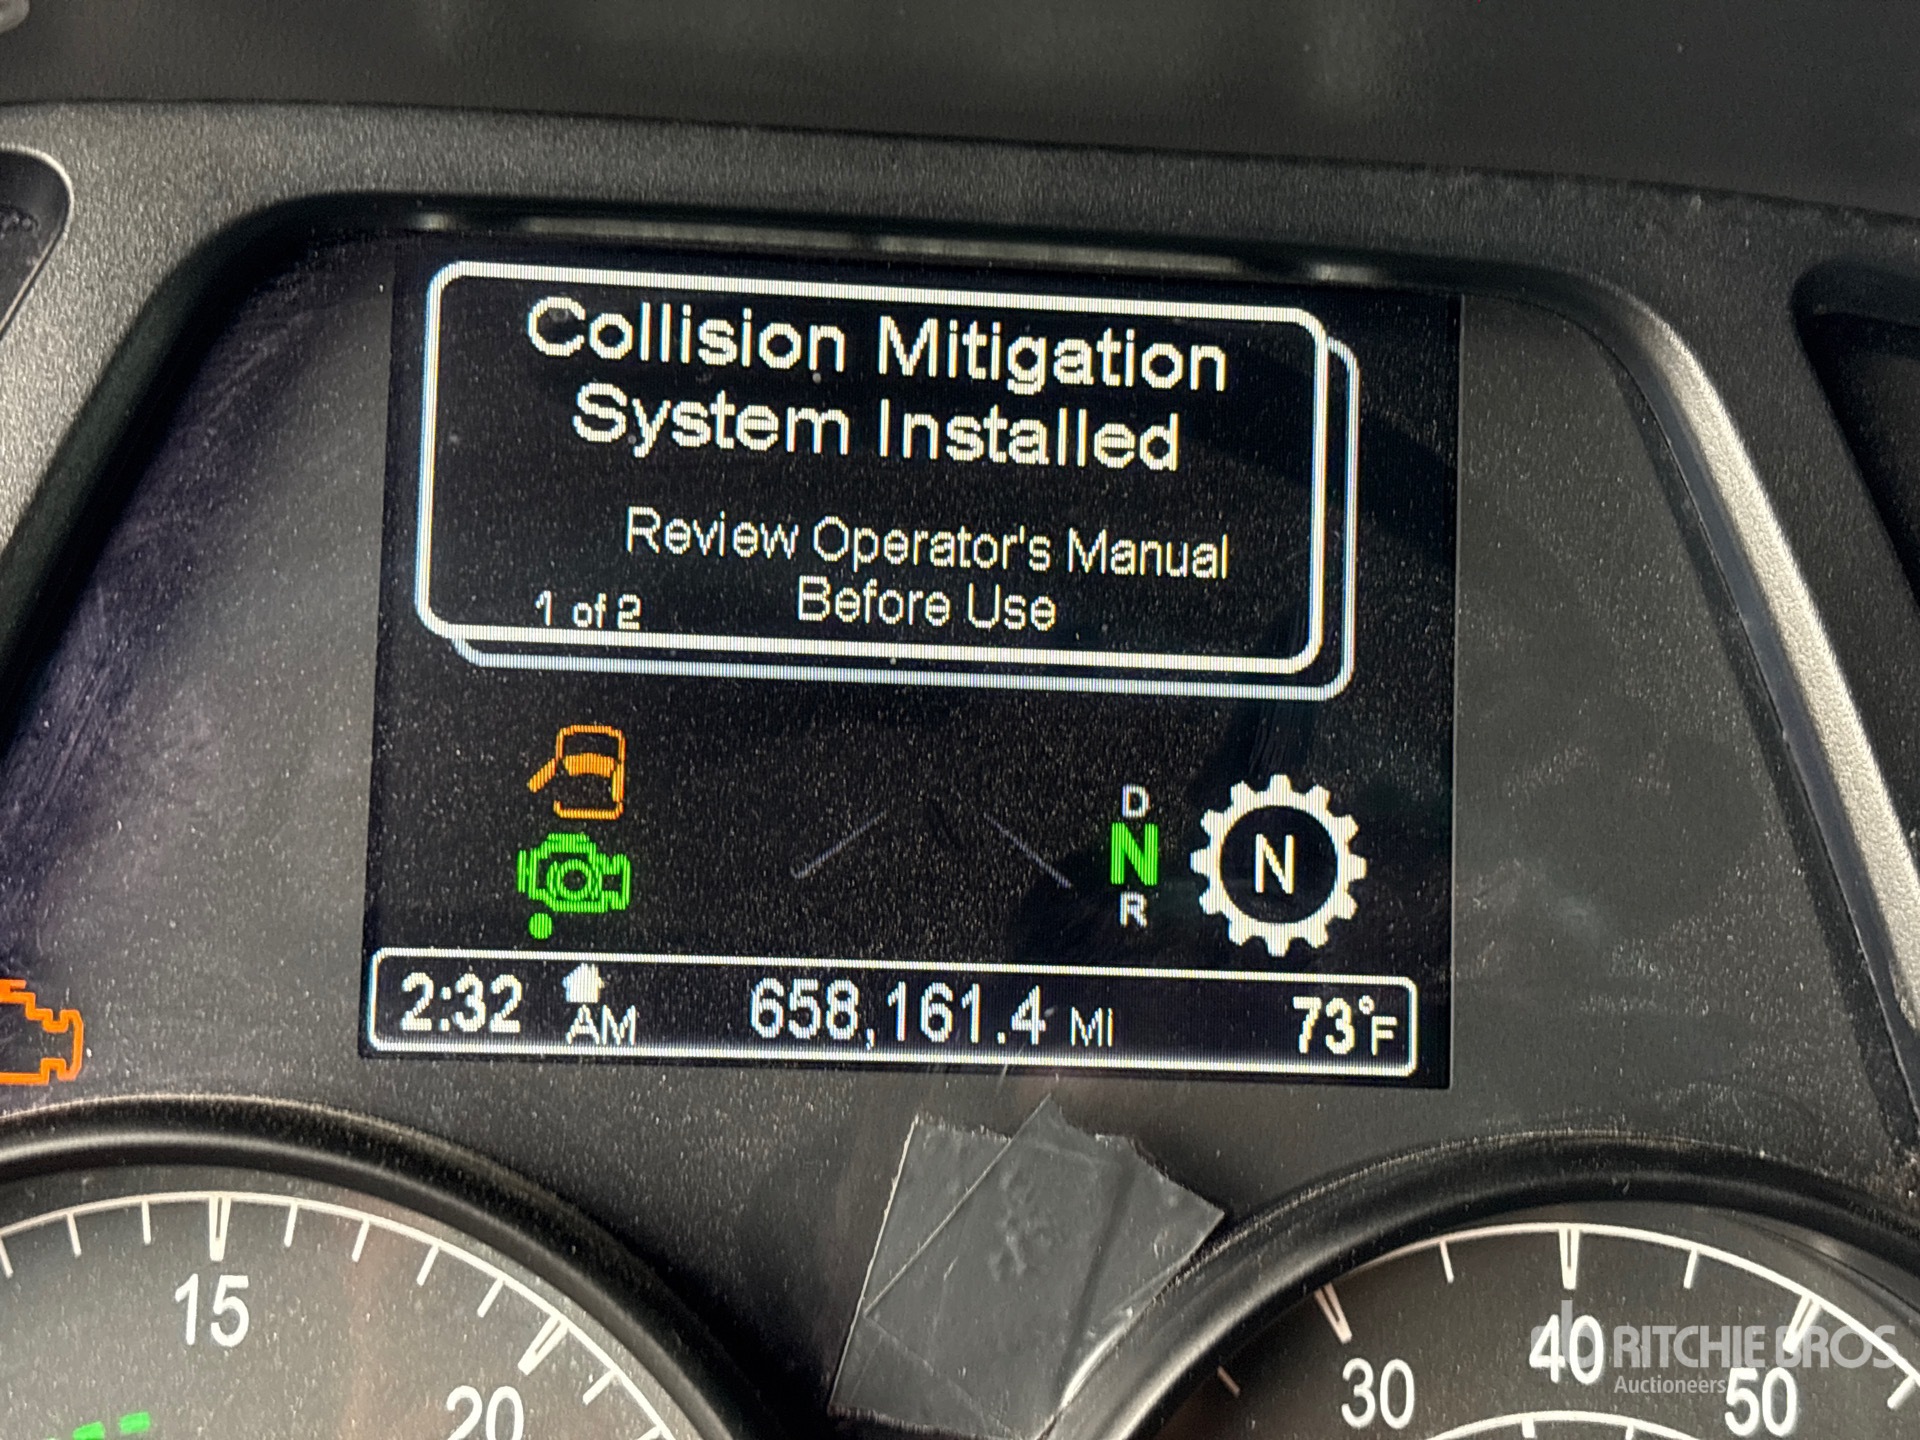 Collision Mitigation
System Installed
Review Operator's Manual
Before Use
1 of 2
D
N
R
N
2:32 AM 658,161.4 MI 73°F
15
20
30
40
50
RITCHIE BROS
Auctioneers